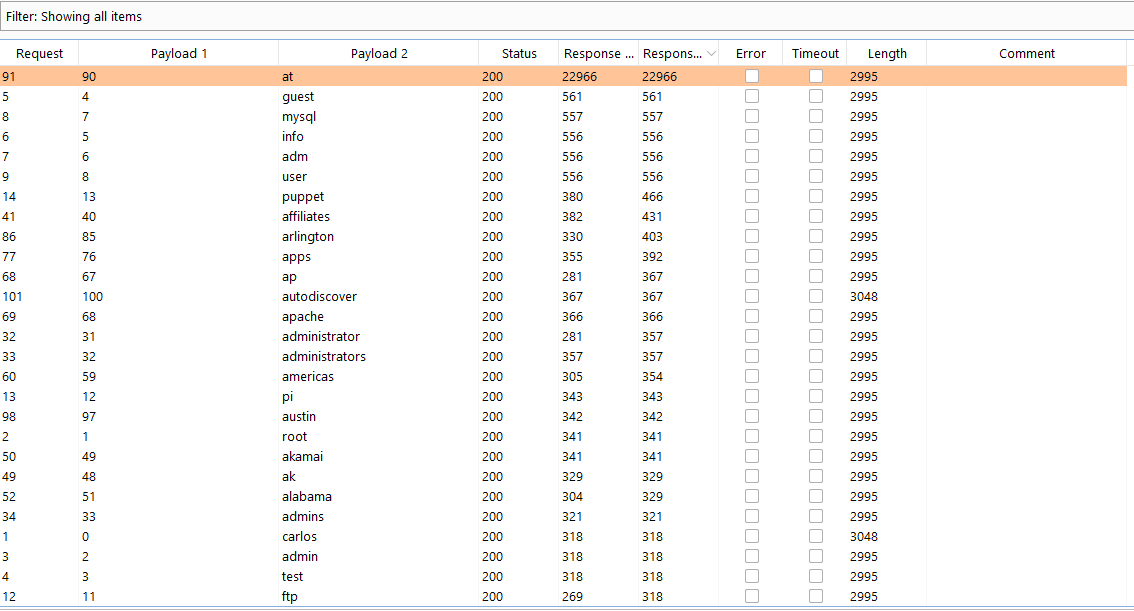 Filter: Showing all items
Request Payload 1 Payload 2 Status Response ... Respons... Error Timeout Length Comment
91 90 at 200 22966 22966 2995
5 4 guest 200 561 561 2995
8 7 mysql 200 557 557 2995
6 5 info 200 556 556 2995
7 6 adm 200 556 556 2995
9 8 user 200 556 556 2995
14 13 puppet 200 380 466 2995
41 40 affiliates 200 382 431 2995
86 85 arlington 200 330 403 2995
77 76 apps 200 355 392 2995
68 67 ap 200 281 367 2995
101 100 autodiscover 200 367 367 3048
69 68 apache 200 366 366 2995
32 31 administrator 200 281 357 2995
33 32 administrators 200 357 357 2995
60 59 americas 200 305 354 2995
13 12 pi 200 343 343 2995
98 97 austin 200 342 342 2995
2 1 root 200 341 341 2995
50 49 akamai 200 341 341 2995
49 48 ak 200 329 329 2995
52 51 alabama 200 304 329 2995
34 33 admins 200 321 321 2995
1 0 carlos 200 318 318 3048
3 2 admin 200 318 318 2995
4 3 test 200 318 318 2995
12 11 ftp 200 269 318 2995